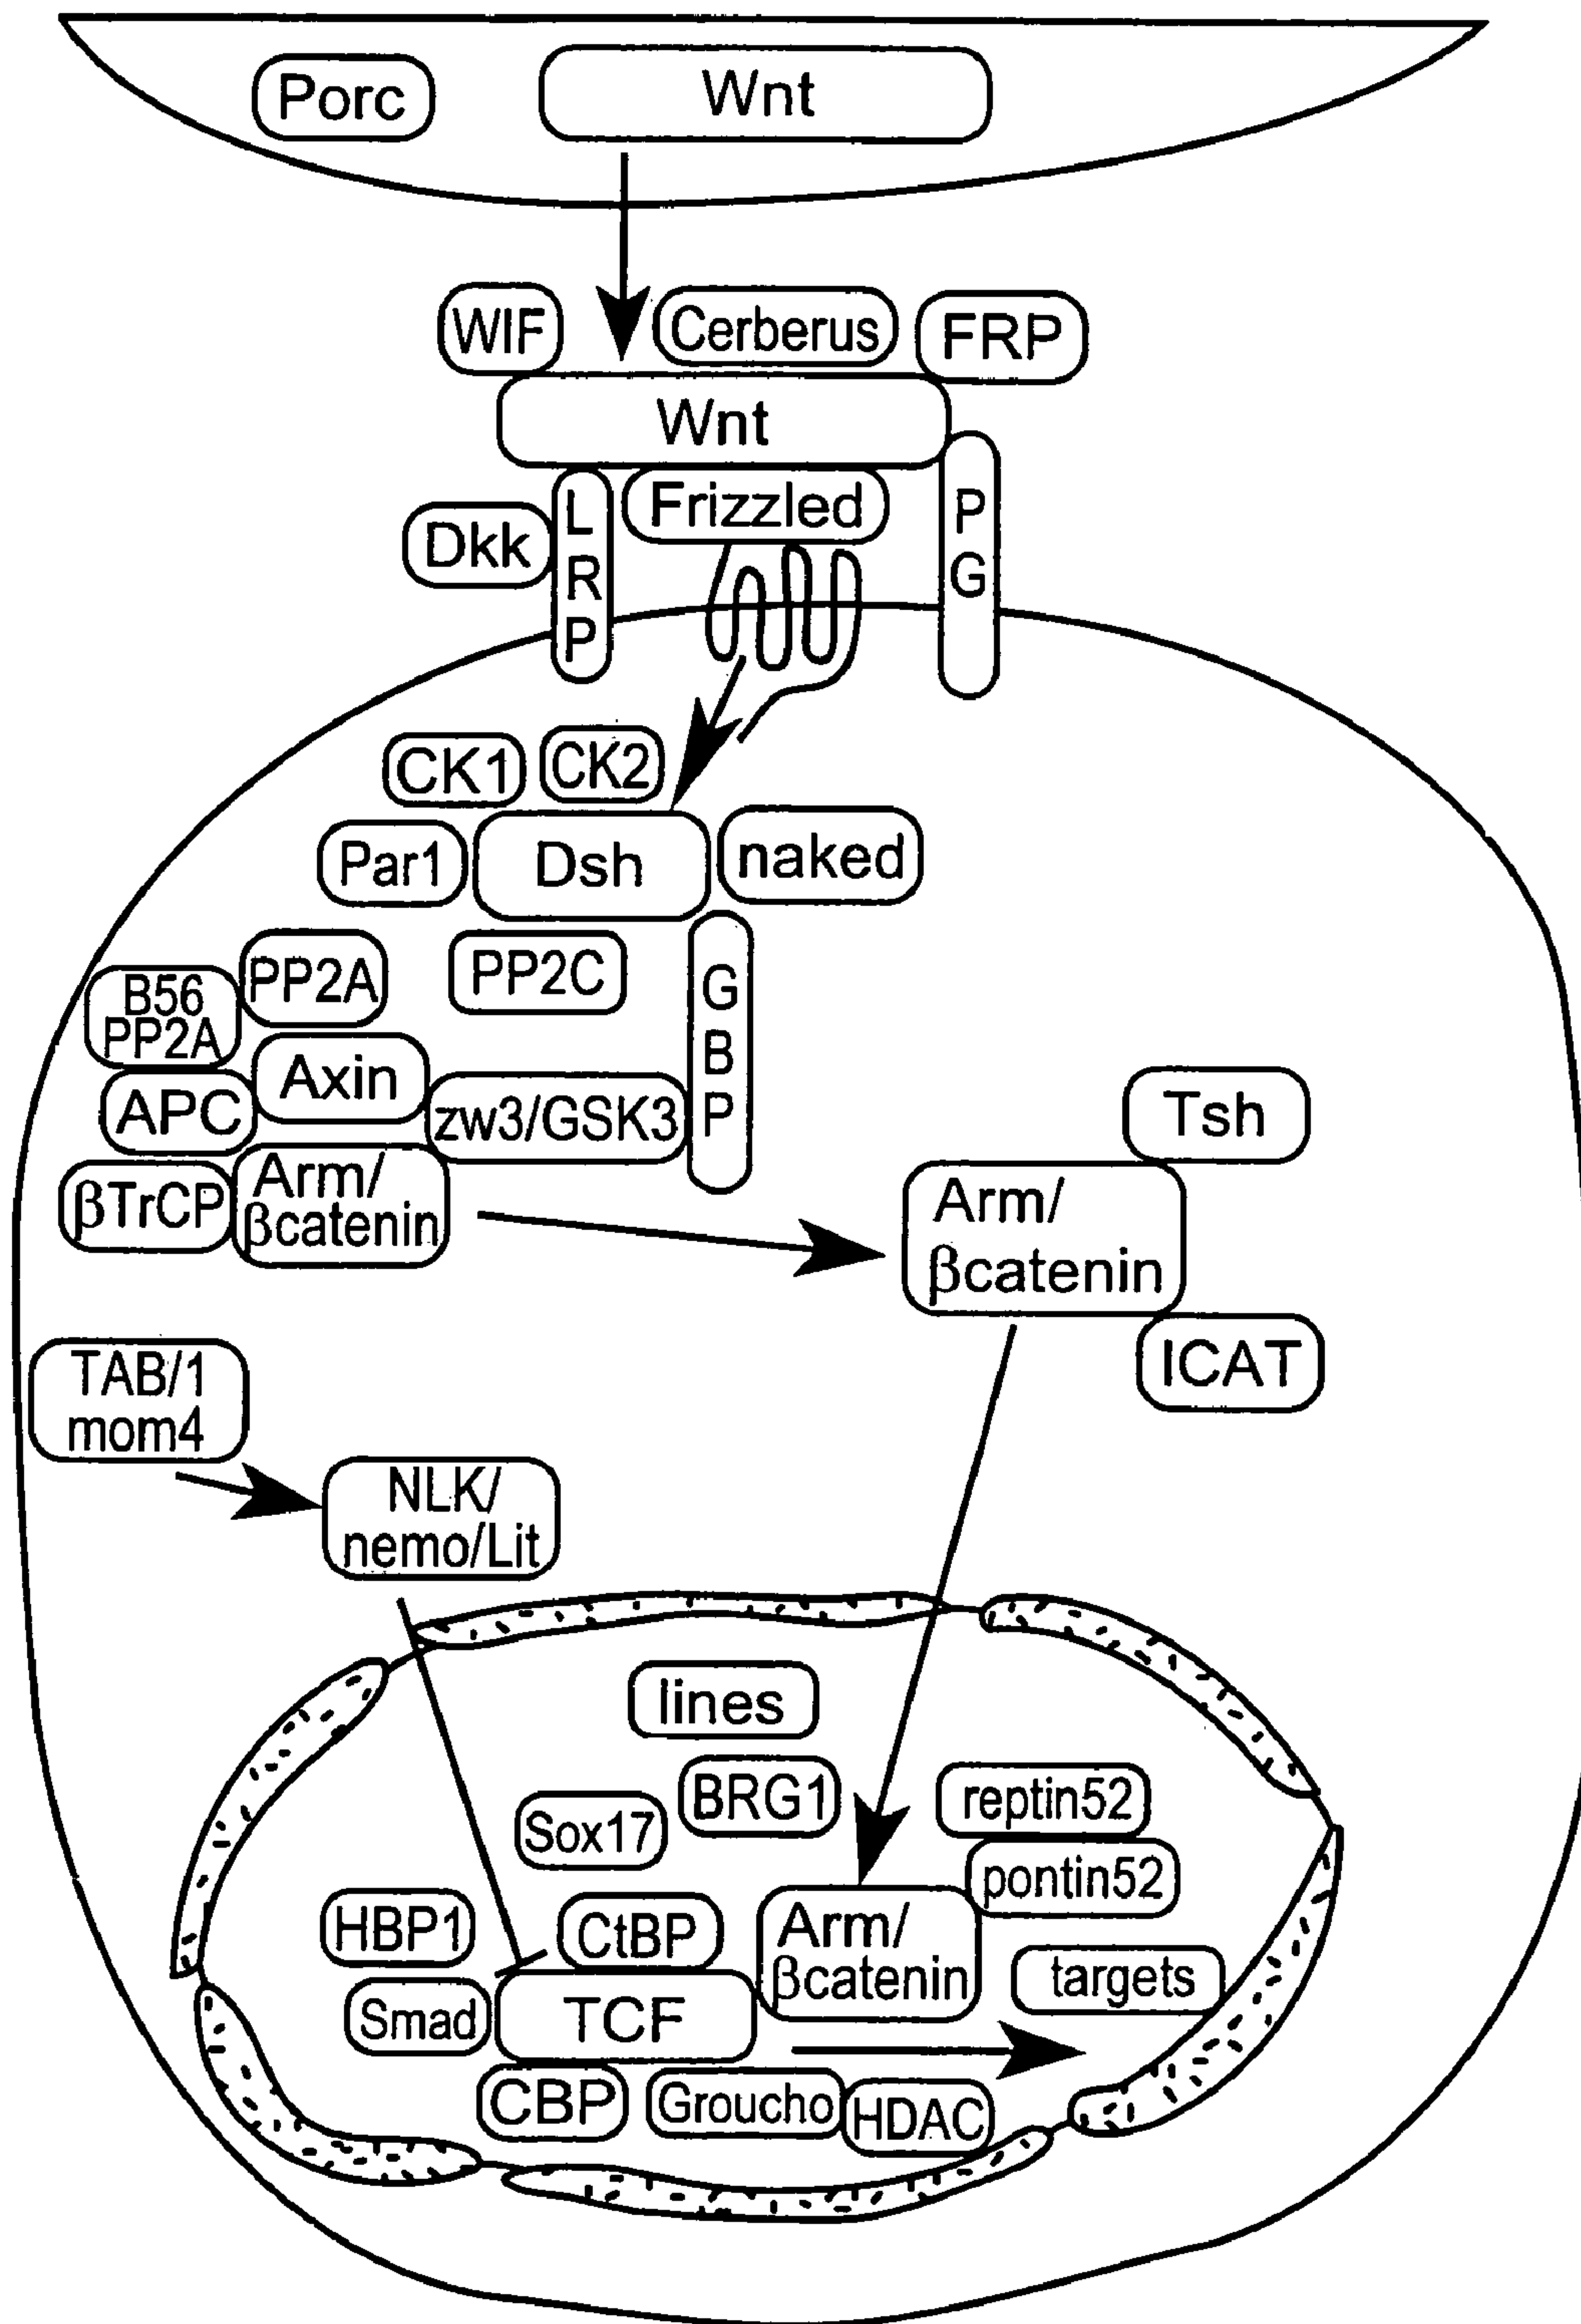 Porc
Wnt
WIF
Cerberus
FRP
Wnt
Frizzled
LRP
PG
Dkk
CK1
CK2
Par1
Dsh
naked
PP2A
PP2C
GBP
B56
PP2A
Axin
APC
zw3/GSK3
Tsh
βTrCP
Arm/
βcatenin
Arm/
βcatenin
ICAT
TAB/1
mom4
NLK/
nemo/Lit
lines
BRG1
reptin52
Sox17
pontin52
HBP1
CtBP
Arm/
βcatenin
targets
Smad
TCF
CBP
Groucho
HDAC